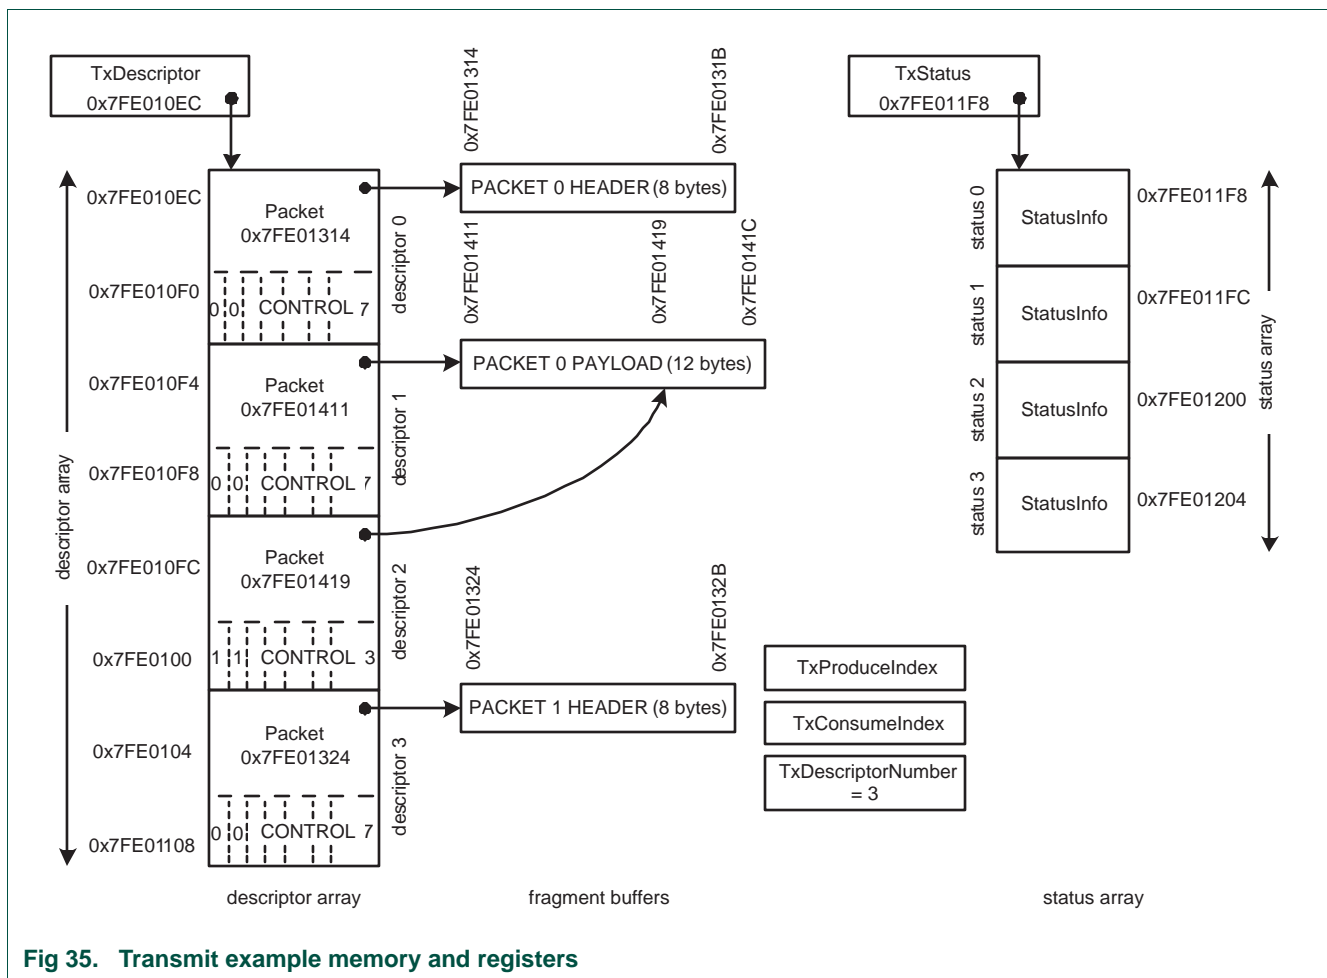 TxDescriptor
0x7FE010EC
0x7FE01314
0x7FE0131B
TxStatus
0x7FE011F8
0x7FE010EC
Packet
0x7FE01314
descriptor 0
PACKET 0 HEADER (8 bytes)
status 0
StatusInfo
0x7FE011F8
0x7FE010F0
0 0 CONTROL 7
0x7FE01411
0x7FE01419
0x7FE0141C
status 1
StatusInfo
0x7FE011FC
0x7FE010F4
Packet
0x7FE01411
descriptor 1
PACKET 0 PAYLOAD (12 bytes)
status 2
StatusInfo
0x7FE01200
status array
0x7FE010F8
0 0 CONTROL 7
status 3
StatusInfo
0x7FE01204
descriptor array
0x7FE010FC
Packet
0x7FE01419
descriptor 2
0x7FE01324
0x7FE0132B
0x7FE0100
1 1 CONTROL 3
TxProduceIndex
0x7FE0104
Packet
0x7FE01324
descriptor 3
PACKET 1 HEADER (8 bytes)
TxConsumeIndex
TxDescriptorNumber
= 3
0x7FE01108
0 0 CONTROL 7
descriptor array
fragment buffers
status array
Fig 35. Transmit example memory and registers